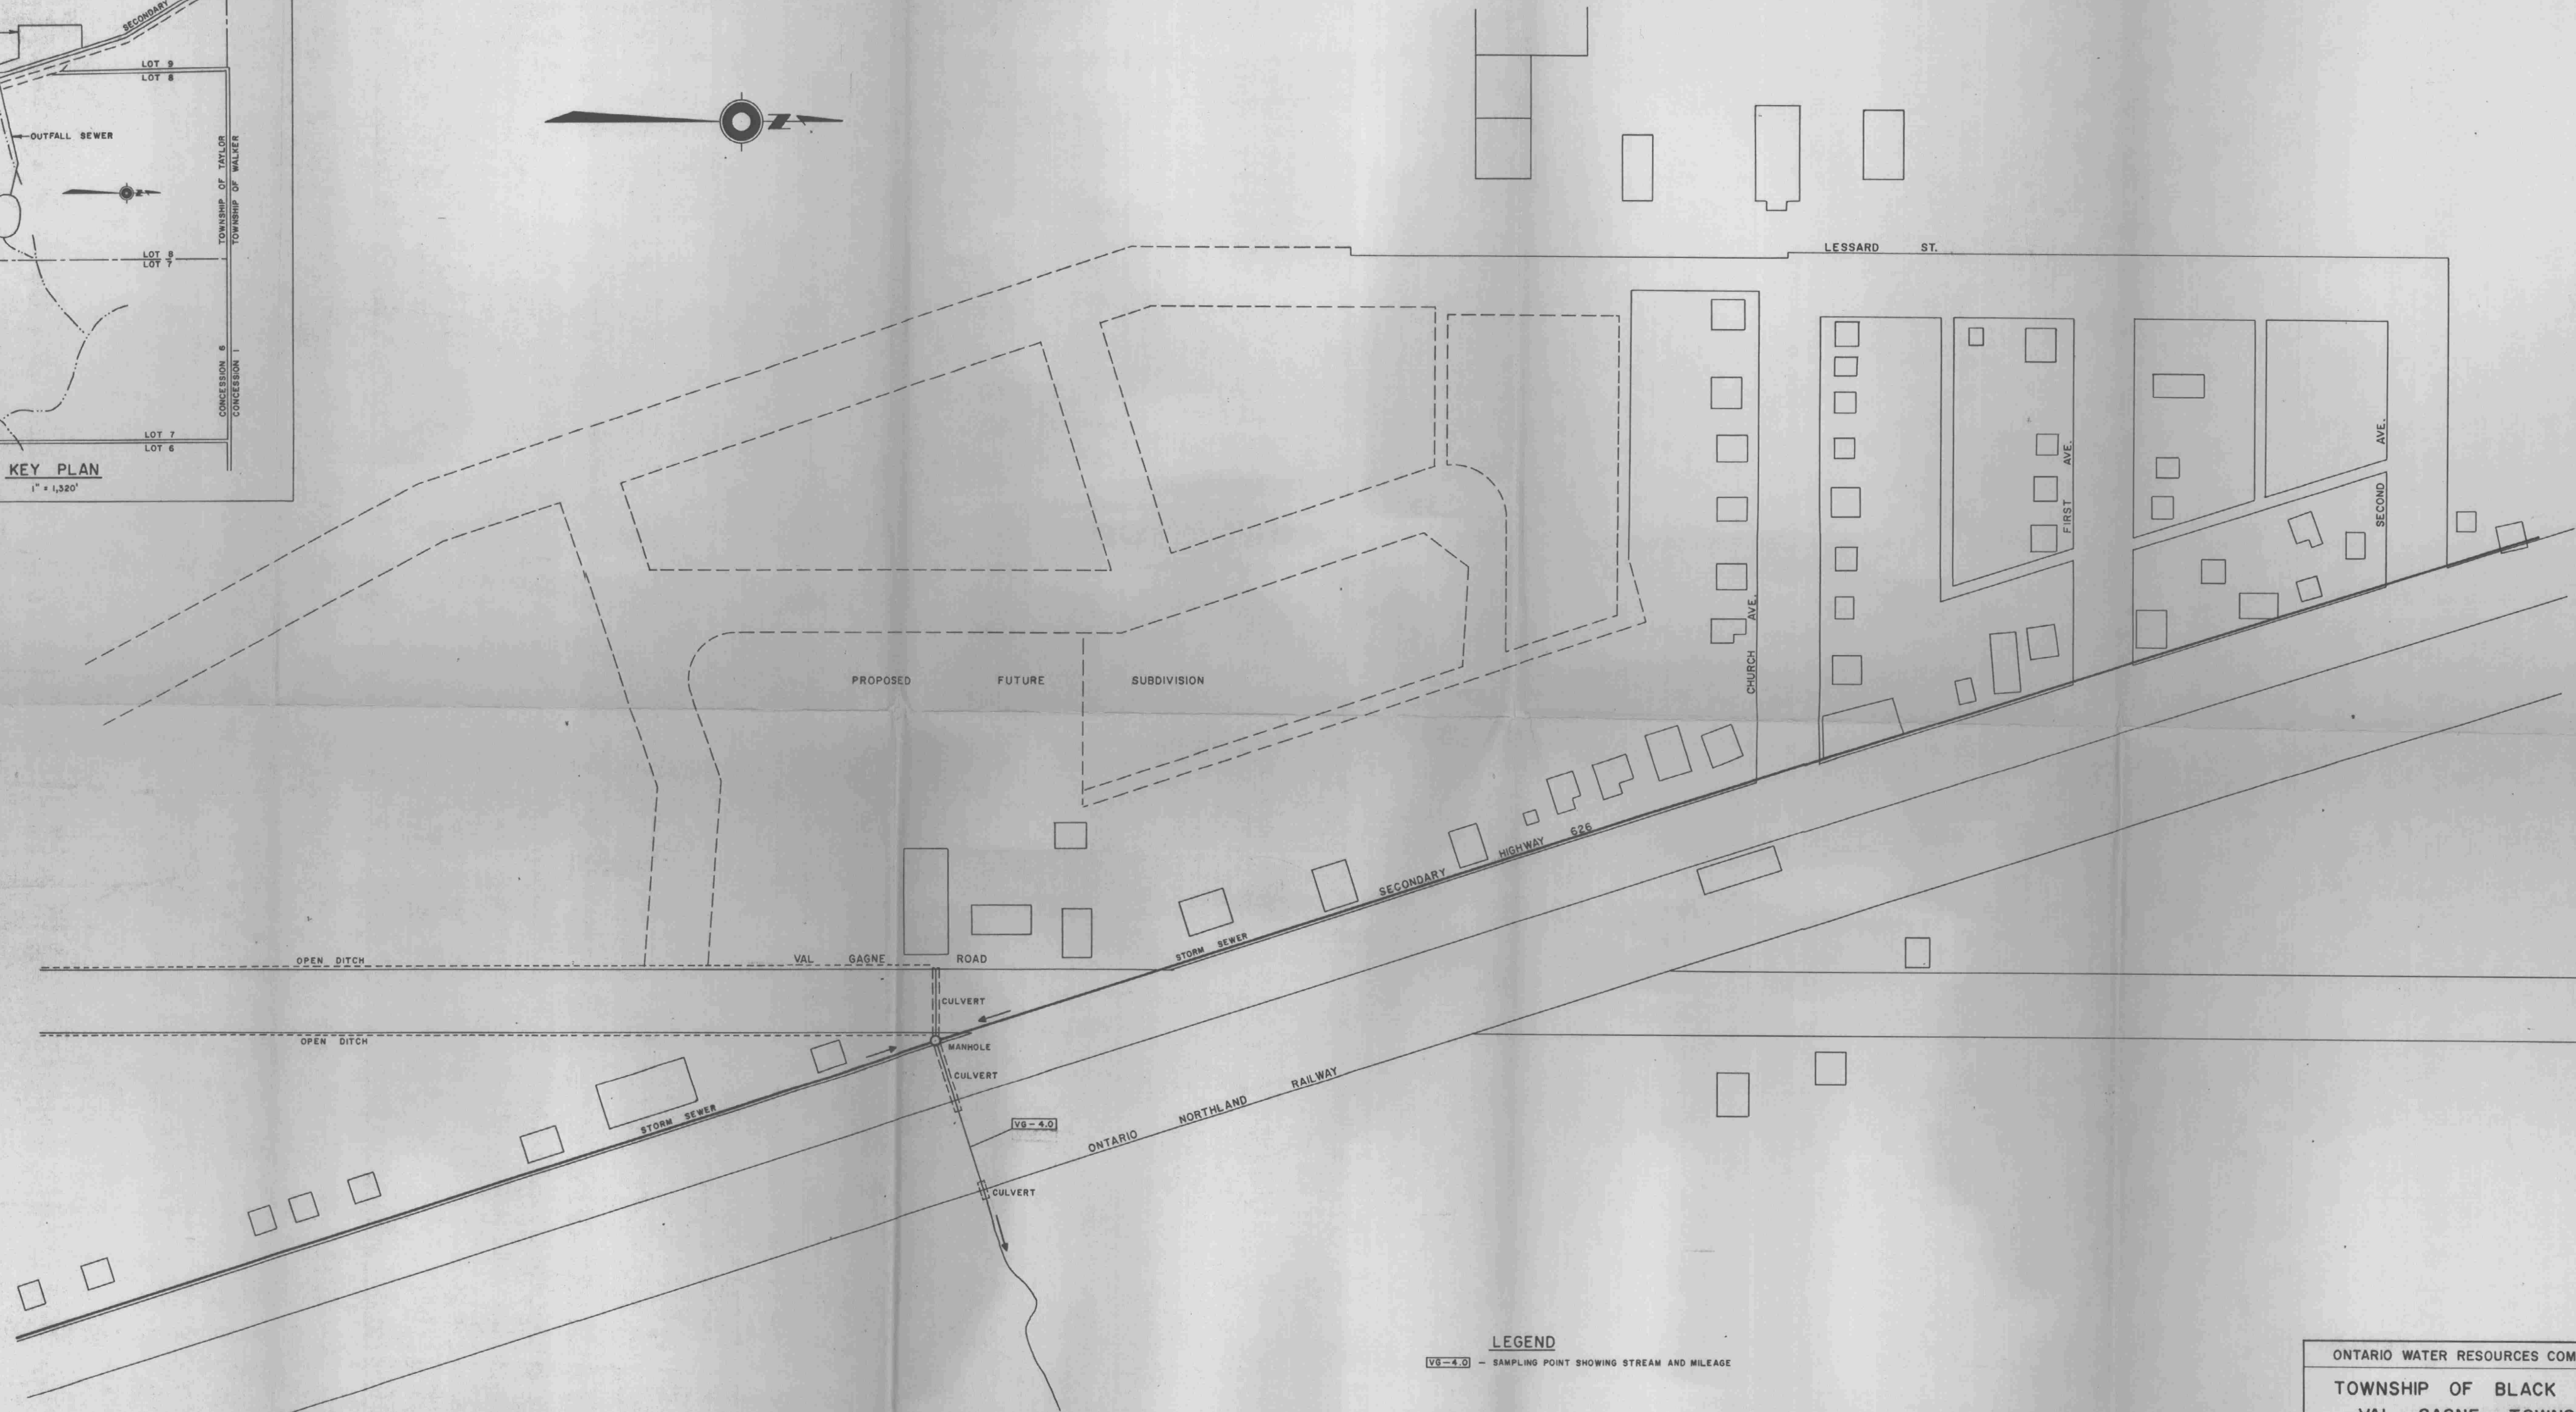 SECONDARY
LOT 9
LOT 8
OUTFALL SEWER
TOWNSHIP OF TAYLOR
TOWNSHIP OF WALKER
N
LOT 8
LOT 7
CONCESSION 6
CONCESSION 1
LOT 7
LOT 6
KEY PLAN
1" = 1,320'
N
LESSARD ST.
CHURCH AVE.
FIRST AVE.
SECOND AVE.
PROPOSED FUTURE SUBDIVISION
SECONDARY HIGHWAY 626
STORM SEWER
OPEN DITCH
VAL GAGNE ROAD
CULVERT
OPEN DITCH
MANHOLE
CULVERT
STORM SEWER
VG-4.0
ONTARIO NORTHLAND RAILWAY
CULVERT
LEGEND
VG-4.0 - SAMPLING POINT SHOWING STREAM AND MILEAGE
ONTARIO WATER RESOURCES COM
TOWNSHIP OF BLACK
VAL GAGNE TOWNS